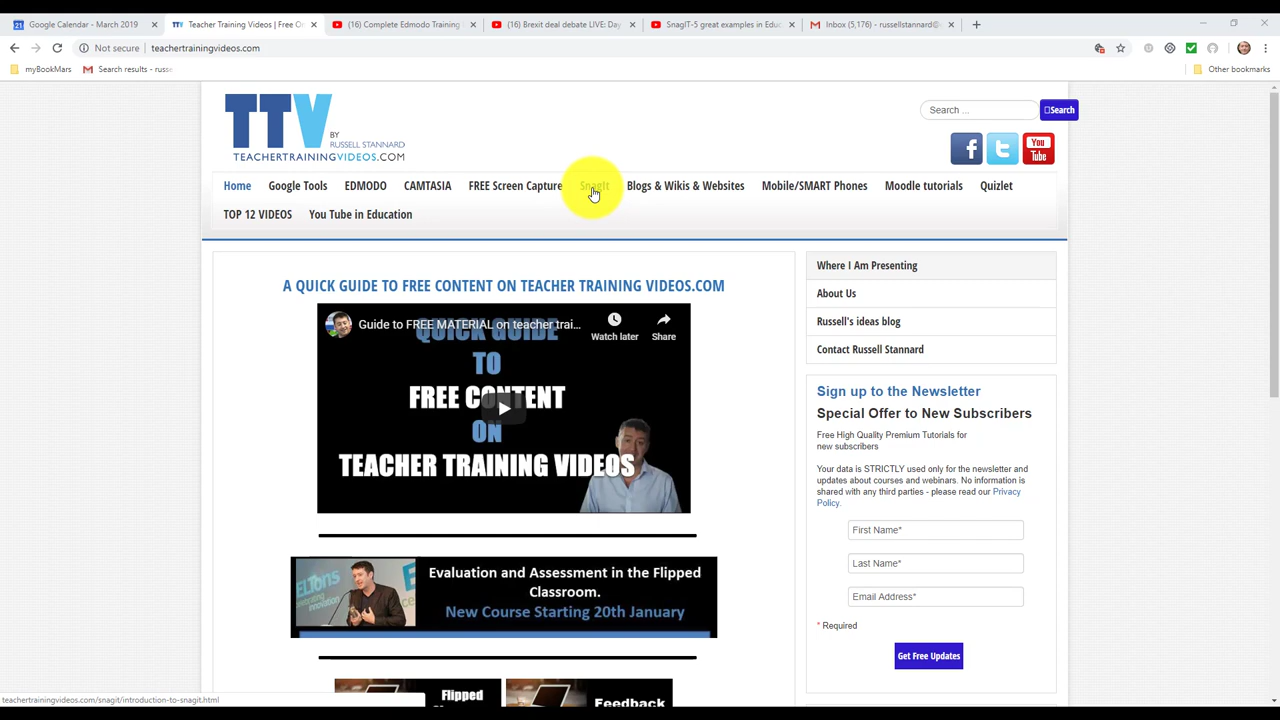 Google Calendar - March 2019
Teacher Training Videos | Free O
(16) Complete Edmodo Training
(16) Brexit deal debate LIVE: Day
SnagIT-5 great examples in Educ
Inbox (5,176) - russellstannard@
Not secure | teachertrainingvideos.com
myBookMars
Search results - russe
Other bookmarks
TTV
BY
RUSSELL STANNARD
TEACHERTRAININGVIDEOS.COM
Search ...
Search
You
Tube
Home
Google Tools
EDMODO
CAMTASIA
FREE Screen Capture
SnagIt
Blogs & Wikis & Websites
Mobile/SMART Phones
Moodle tutorials
Quizlet
TOP 12 VIDEOS
You Tube in Education
A QUICK GUIDE TO FREE CONTENT ON TEACHER TRAINING VIDEOS.COM
Guide to FREE MATERIAL on teacher trai...
Watch later
Share
QUICK GUIDE
TO
FREE CONTENT
ON
TEACHER TRAINING VIDEOS
Evaluation and Assessment in the Flipped
Classroom.
New Course Starting 20th January
Flipped
Feedback
Where I Am Presenting
About Us
Russell's ideas blog
Contact Russell Stannard
Sign up to the Newsletter
Special Offer to New Subscribers
Free High Quality Premium Tutorials for
new subscribers
Your data is STRICTLY used only for the newsletter and
updates about courses and webinars. No information is
shared with any third parties - please read our Privacy
Policy.
First Name*
Last Name*
Email Address*
* Required
Get Free Updates
teachertrainingvideos.com/snagit/introduction-to-snagit.html